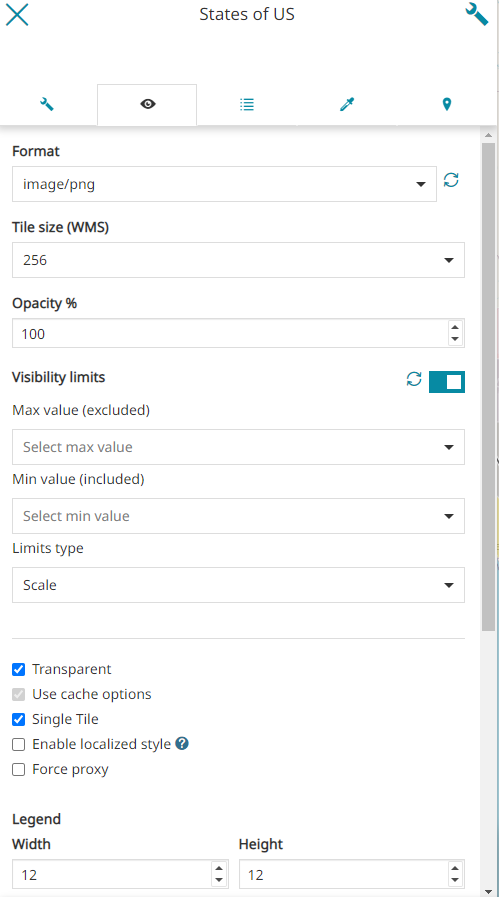 States of US
Format
image/png
Tile size (WMS)
256
Opacity %
100
Visibility limits
Max value (excluded)
Select max value
Min value (included)
Select min value
Limits type
Scale
Transparent
Use cache options
Single Tile
Enable localized style ?
Force proxy
Legend
Width Height
12 12